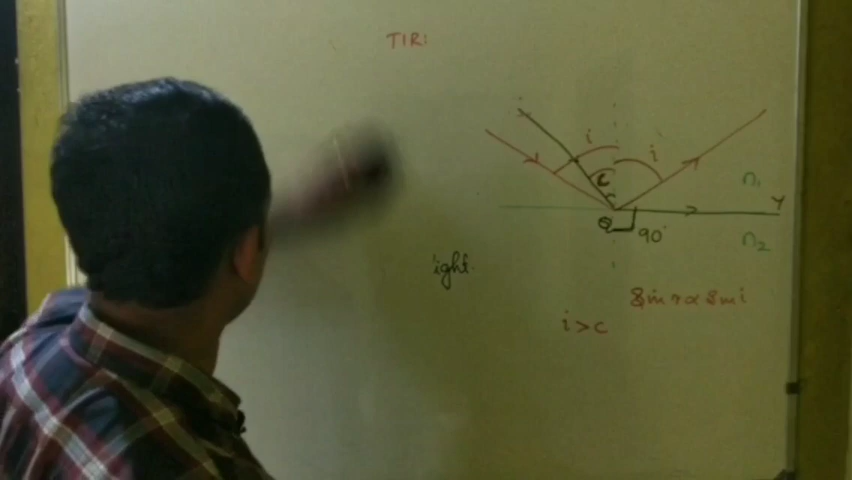 TIR:
i
i
c
n₁
Y
Q
90°
n₂
ight.
Sin r α Sin i
i > c